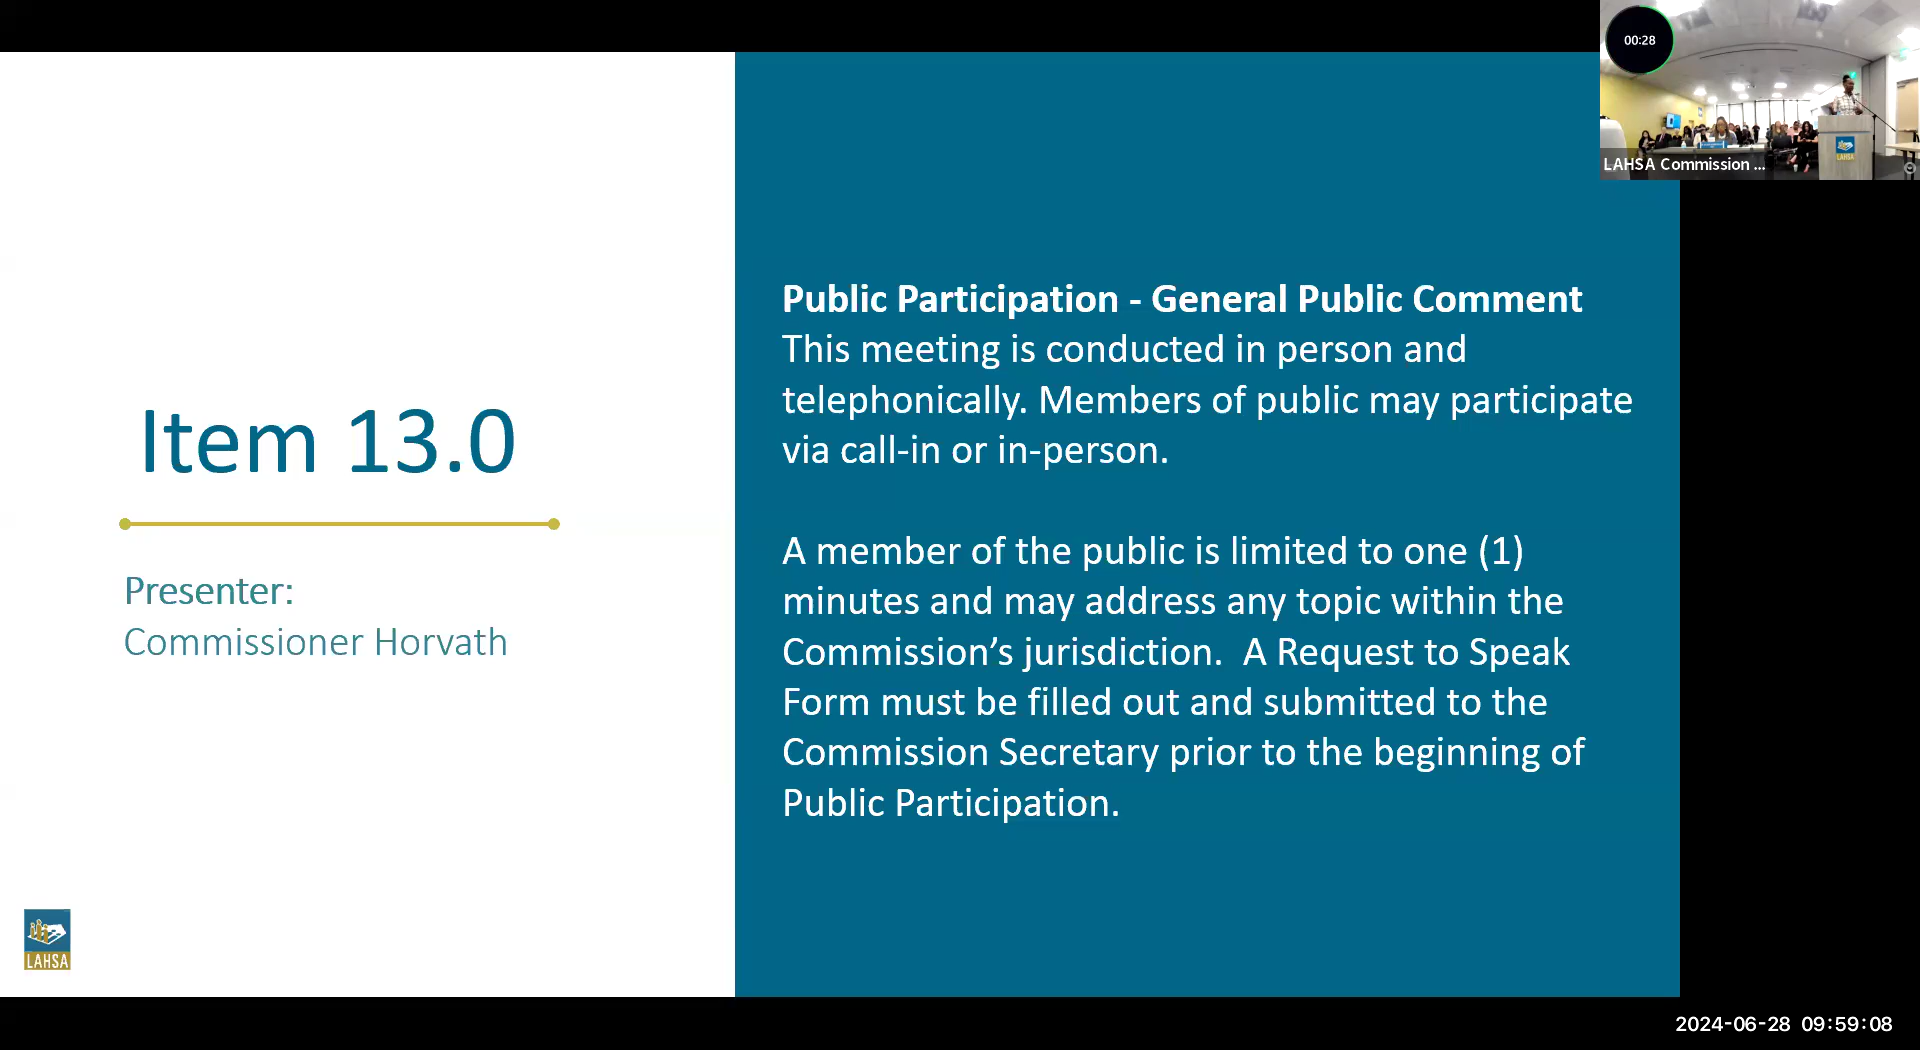 00:28
LAHSA Commission ...
LAHSA
Public Participation - General Public Comment
This meeting is conducted in person and
telephonically. Members of public may participate
via call-in or in-person.
A member of the public is limited to one (1)
minutes and may address any topic within the
Commission’s jurisdiction.  A Request to Speak
Form must be filled out and submitted to the
Commission Secretary prior to the beginning of
Public Participation.
Item 13.0
Presenter:
Commissioner Horvath
LAHSA
2024-06-28 09:59:08